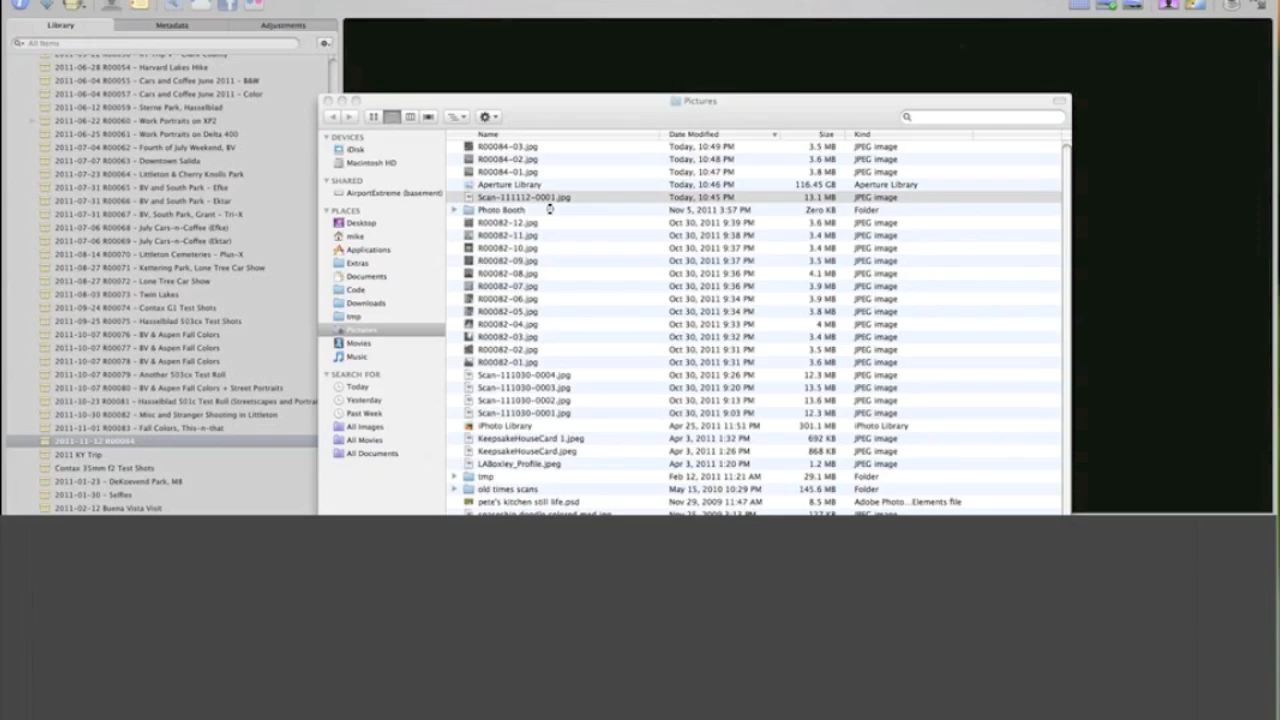 Library Metadata Adjustments
All Items
2011-06-28 R00054 - Harvard Lakes Hike
2011-06-04 R00055 - Cars and Coffee June 2011 - B&W
2011-06-04 R00057 - Cars and Coffee June 2011 - Color
2011-06-12 R00059 - Sterne Park, Hasselblad
2011-06-22 R00060 - Work Portraits on XP2
2011-06-25 R00061 - Work Portraits on Delta 400
2011-07-04 R00062 - Fourth of July Weekend, BV
2011-07-07 R00063 - Downtown Salida
2011-07-23 R00064 - Littleton & Cherry Knolls Park
2011-07-31 R00065 - BV and South Park - Efke
2011-07-31 R00066 - BV and South Park - Ektar
2011-07-31 R00067 - BV, South Park, Grant - Tri-X
2011-07-06 R00068 - July Cars-n-Coffee (Efke)
2011-07-06 R00069 - July Cars-n-Coffee (Ektar)
2011-08-14 R00070 - Littleton Cemeteries - Plus-X
2011-08-27 R00071 - Kettering Park, Lone Tree Car Show
2011-08-27 R00072 - Lone Tree Car Show
2011-08-03 R00073 - Twin Lakes
2011-09-24 R00074 - Contax G1 Test Shots
2011-09-25 R00075 - Hasselblad 503cx Test Shots
2011-10-07 R00076 - BV & Aspen Fall Colors
2011-10-07 R00077 - BV & Aspen Fall Colors
2011-10-07 R00078 - BV & Aspen Fall Colors
2011-10-07 R00079 - Another 503cx Test Roll
2011-10-07 R00080 - BV & Aspen Fall Colors + Street Portraits
2011-10-23 R00081 - Hasselblad 501c Test Roll (Streetscapes and Portrai
2011-10-30 R00082 - Misc and Stranger Shooting in Littleton
2011-11-01 R00083 - Fall Colors, This-n-that
2011-11-12 R00084
2011 KY Trip
Contax 35mm f2 Test Shots
2011-01-23 - DeKoevend Park, MB
2011-01-30 - Selfies
2011-02-12 Buena Vista Visit
Pictures
DEVICES
iDisk
Macintosh HD
SHARED
AirportExtreme (basement)
PLACES
Desktop
mike
Applications
Extras
Documents
Code
Downloads
tmp
Pictures
Movies
Music
SEARCH FOR
Today
Yesterday
Past Week
All Images
All Movies
All Documents
Name Date Modified Size Kind
R00084-03.jpg Today, 10:49 PM 3.5 MB JPEG image
R00084-02.jpg Today, 10:48 PM 3.6 MB JPEG image
R00084-01.jpg Today, 10:47 PM 3.8 MB JPEG image
Aperture Library Today, 10:46 PM 116.45 GB Aperture Library
Scan-111112-0001.jpg Today, 10:45 PM 13.1 MB JPEG image
Photo Booth Nov 5, 2011 3:57 PM Zero KB Folder
R00082-12.jpg Oct 30, 2011 9:39 PM 3.6 MB JPEG image
R00082-11.jpg Oct 30, 2011 9:38 PM 3.4 MB JPEG image
R00082-10.jpg Oct 30, 2011 9:37 PM 3.4 MB JPEG image
R00082-09.jpg Oct 30, 2011 9:37 PM 3.6 MB JPEG image
R00082-08.jpg Oct 30, 2011 9:36 PM 4.1 MB JPEG image
R00082-07.jpg Oct 30, 2011 9:36 PM 3.9 MB JPEG image
R00082-06.jpg Oct 30, 2011 9:34 PM 3.9 MB JPEG image
R00082-05.jpg Oct 30, 2011 9:34 PM 3.8 MB JPEG image
R00082-04.jpg Oct 30, 2011 9:33 PM 4 MB JPEG image
R00082-03.jpg Oct 30, 2011 9:32 PM 3.4 MB JPEG image
R00082-02.jpg Oct 30, 2011 9:31 PM 3.5 MB JPEG image
R00082-01.jpg Oct 30, 2011 9:31 PM 3.6 MB JPEG image
Scan-111030-0004.jpg Oct 30, 2011 9:26 PM 12.3 MB JPEG image
Scan-111030-0003.jpg Oct 30, 2011 9:20 PM 13.5 MB JPEG image
Scan-111030-0002.jpg Oct 30, 2011 9:13 PM 13.6 MB JPEG image
Scan-111030-0001.jpg Oct 30, 2011 9:03 PM 12.3 MB JPEG image
iPhoto Library Apr 25, 2011 11:51 PM 301.1 MB iPhoto Library
KeepsakeHouseCard 1.jpeg Apr 3, 2011 1:32 PM 692 KB JPEG image
KeepsakeHouseCard.jpeg Apr 3, 2011 1:26 PM 868 KB JPEG image
LABoxley_Profile.jpeg Apr 3, 2011 1:20 PM 1.2 MB JPEG image
tmp Feb 12, 2011 11:21 AM 29.1 MB Folder
old times scans May 15, 2010 10:29 PM 145.6 MB Folder
pete's kitchen still life.psd Nov 29, 2009 11:47 AM 8.5 MB Adobe Photo...Elements file